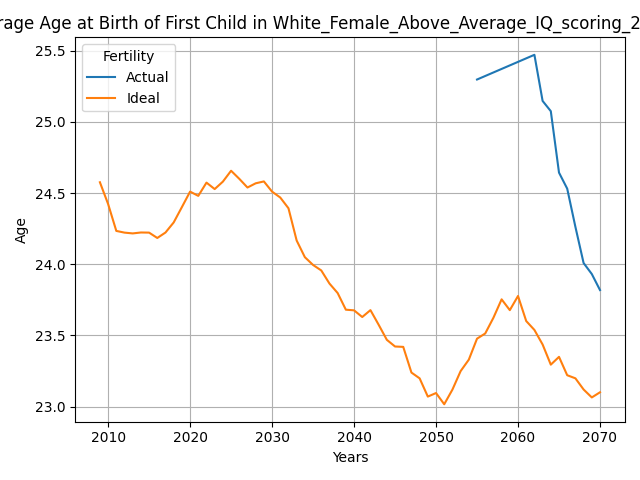 rage Age at Birth of First Child in White_Female_Above_Average_IQ_scoring_2
Fertility
Actual
Ideal
25.5
25.0
24.5
24.0
23.5
23.0
Age
2010 2020 2030 2040 2050 2060 2070
Years